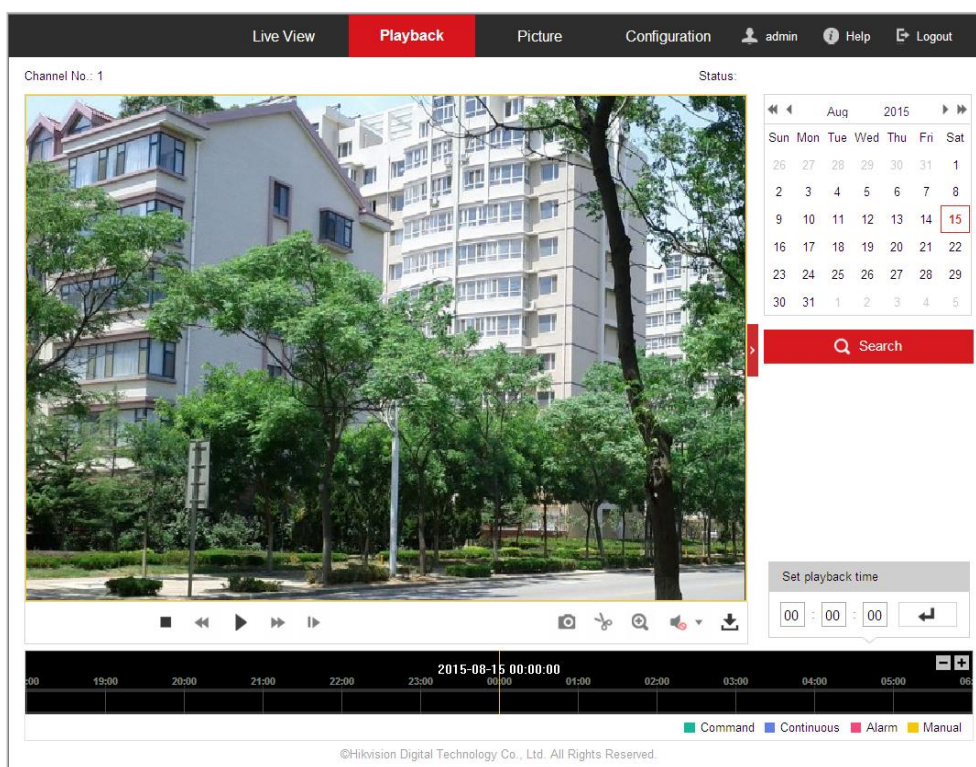 Live View Playback Picture Configuration admin Help Logout
Channel No.: 1 Status:
Aug 2015
Sun Mon Tue Wed Thu Fri Sat
26 27 28 29 30 31 1
2 3 4 5 6 7 8
9 10 11 12 13 14 15
16 17 18 19 20 21 22
23 24 25 26 27 28 29
30 31 1 2 3 4 5
Search
Set playback time
00 : 00 : 00
2015-08-15 00:00:00
:00 19:00 20:00 21:00 22:00 23:00 00:00 01:00 02:00 03:00 04:00 05:00 06:
Command Continuous Alarm Manual
©Hikvision Digital Technology Co., Ltd. All Rights Reserved.